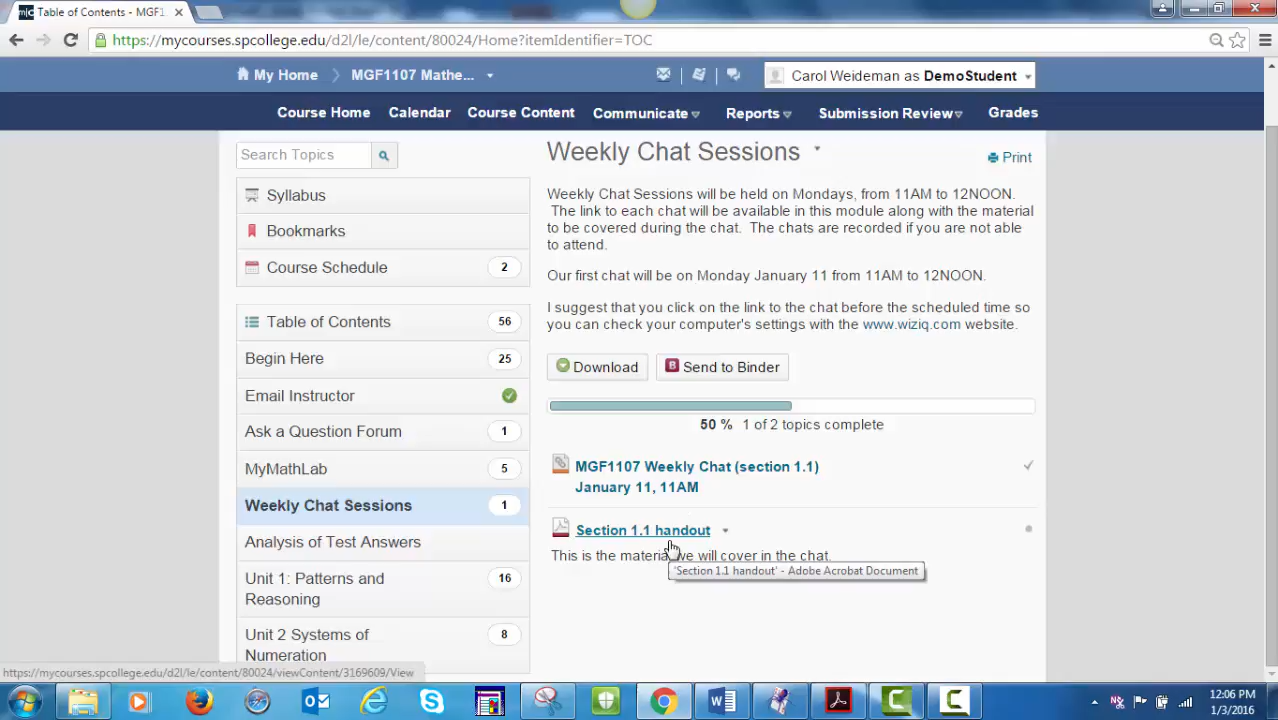 Table of Contents - MGF1
https://mycourses.spcollege.edu/d2l/le/content/80024/Home?itemIdentifier=TOC
My Home
MGF1107 Mathe...
Carol Weideman as DemoStudent
Course Home
Calendar
Course Content
Communicate
Reports
Submission Review
Grades
Search Topics
Syllabus
Bookmarks
Course Schedule 2
Table of Contents 56
Begin Here 25
Email Instructor
Ask a Question Forum 1
MyMathLab 5
Weekly Chat Sessions 1
Analysis of Test Answers
Unit 1: Patterns and 16
Reasoning
Unit 2 Systems of 8
Numeration
Weekly Chat Sessions
Print
Weekly Chat Sessions will be held on Mondays, from 11AM to 12NOON.
The link to each chat will be available in this module along with the material
to be covered during the chat. The chats are recorded if you are not able
to attend.
Our first chat will be on Monday January 11 from 11AM to 12NOON.
I suggest that you click on the link to the chat before the scheduled time so
you can check your computer's settings with the www.wiziq.com website.
Download
Send to Binder
50 % 1 of 2 topics complete
MGF1107 Weekly Chat (section 1.1)
January 11, 11AM
Section 1.1 handout
This is the material we will cover in the chat.
'Section 1.1 handout' - Adobe Acrobat Document
https://mycourses.spcollege.edu/d2l/le/content/80024/viewContent/3169609/View
12:06 PM
1/3/2016